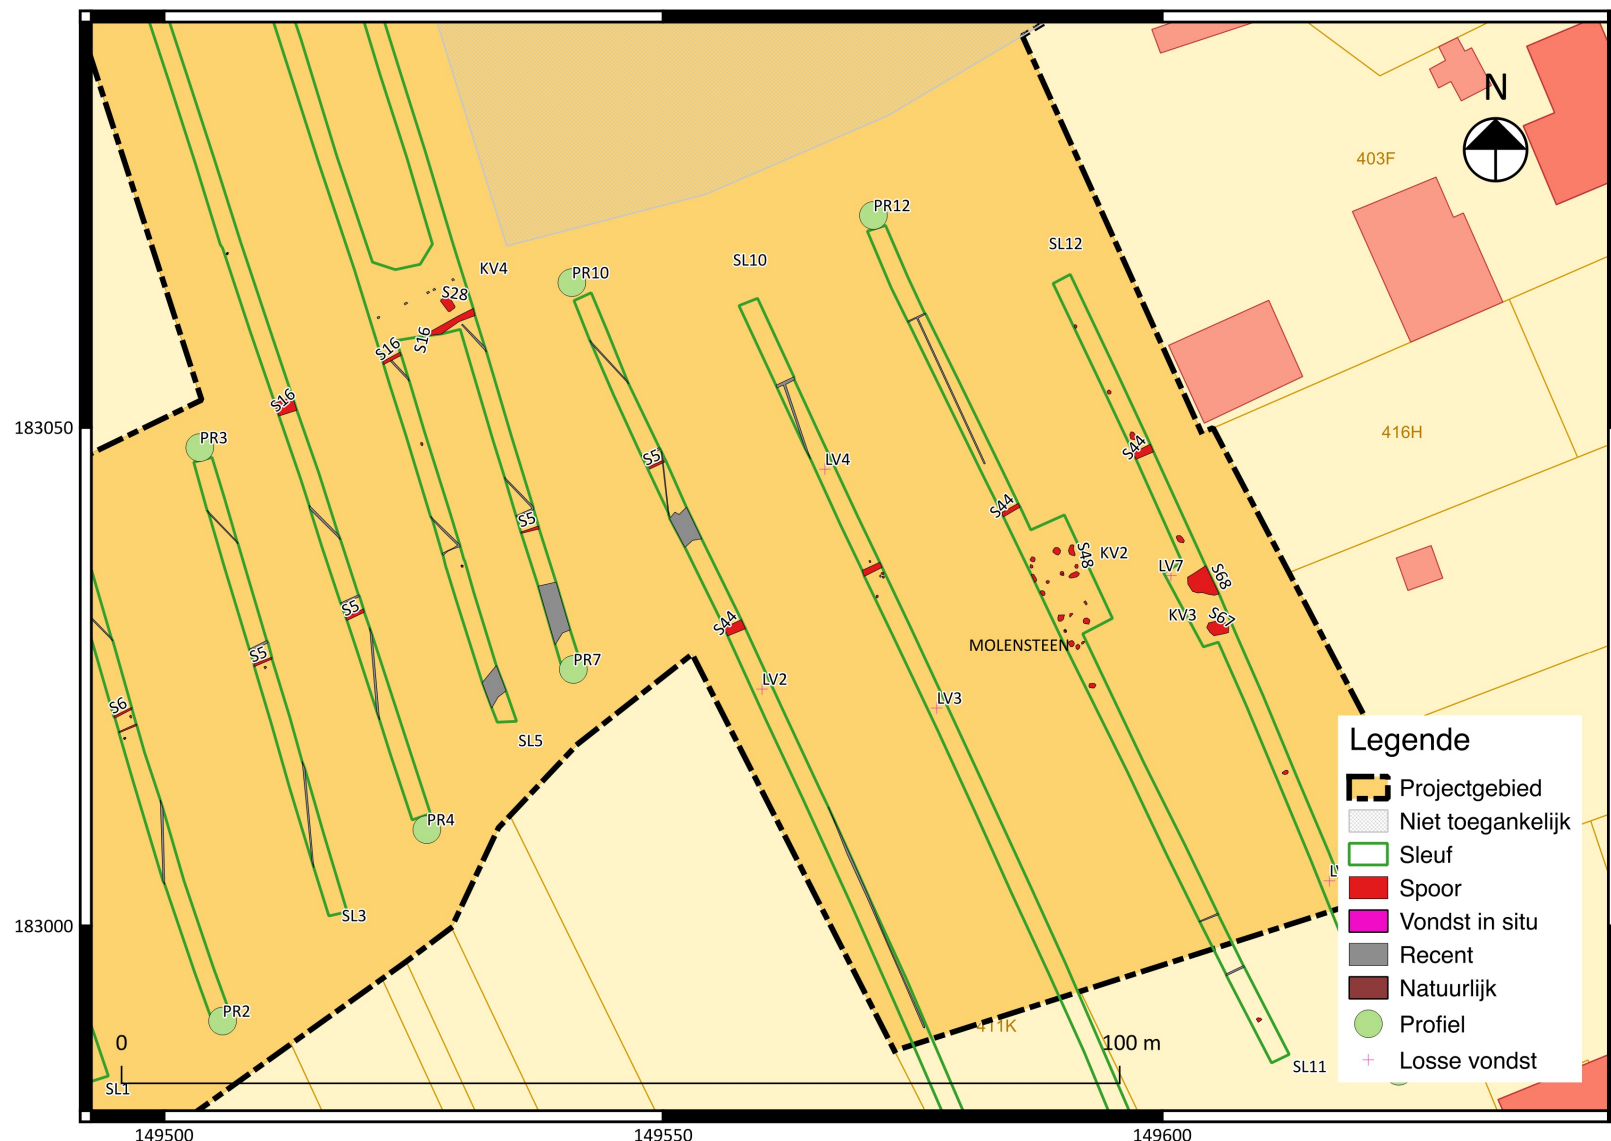 N
403F
PR12
SL12
SL10
KV4
PR10
S28
S16
S16
S16
183050
PR3
416H
S5
LV4
S44
S44
S5
S48
KV2
LV7
S68
S5
KV3
S67
S44
MOLENSTEEN
S5
PR7
LV2
LV3
S6
SL5
PR4
SL3
183000
PR2
411K
0
100 m
SL1
SL11
Legende
Projectgebied
Niet toegankelijk
Sleuf
Spoor
Vondst in situ
Recent
Natuurlijk
Profiel
Losse vondst
149500
149550
149600